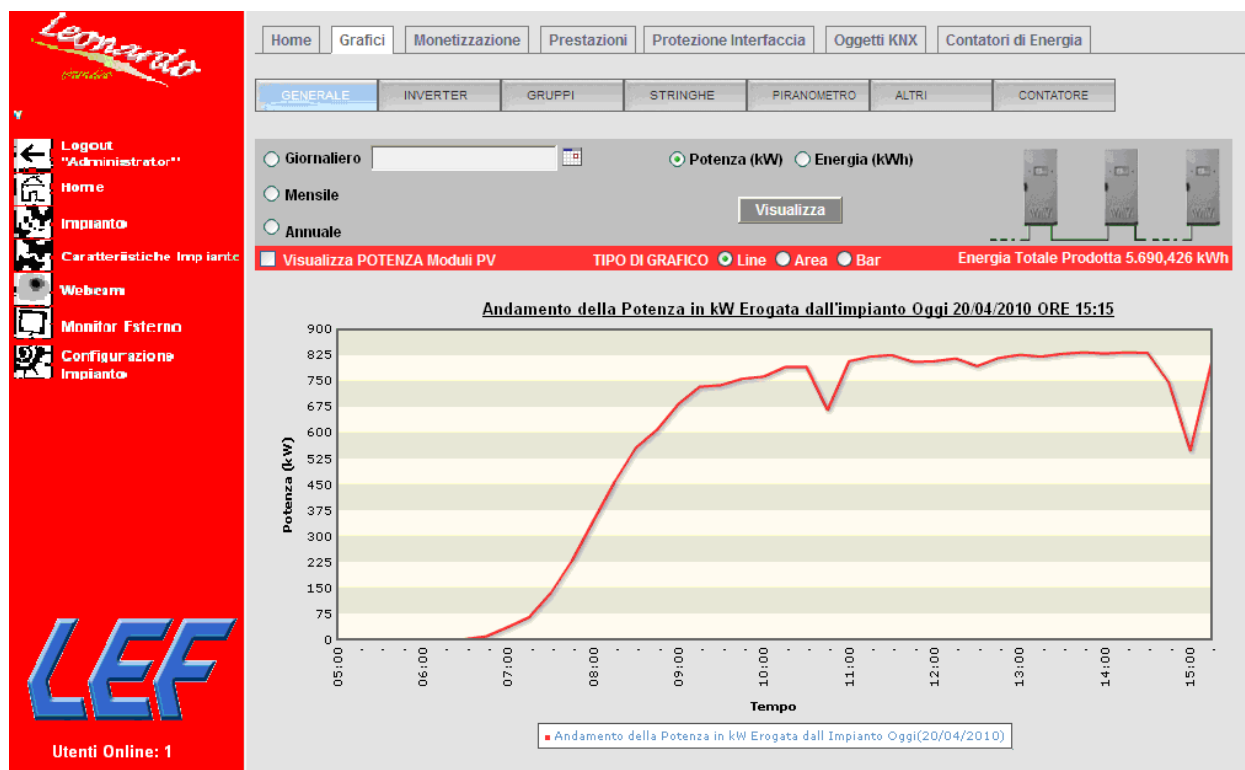 Leonardo
Home Grafici Monetizzazione Prestazioni Protezione Interfaccia Oggetti KNX Contatori di Energia
GENERALE INVERTER GRUPPI STRINGHE PIRANOMETRO ALTRI CONTATORE
Logout
"Administrator"
Home
Impianto
Caratteriistiche Impianto
Webcam
Monitor Esterno
Configurazione
Impianto
Giornaliero
Potenza (kW) Energia (kWh)
Mensile
Visualizza
Annuale
Visualizza POTENZA Moduli PV TIPO DI GRAFICO Line Area Bar Energia Totale Prodotta 5.690,426 kWh
Andamento della Potenza in kW Erogata dall'impianto Oggi 20/04/2010 ORE 15:15
900
825
750
675
600
525
450
375
300
225
150
75
0
Potenza (kW)
05:00 06:00 07:00 08:00 09:00 10:00 11:00 12:00 13:00 14:00 15:00
Tempo
Andamento della Potenza in kW Erogata dall Impianto Oggi(20/04/2010)
LEF
Utenti Online: 1